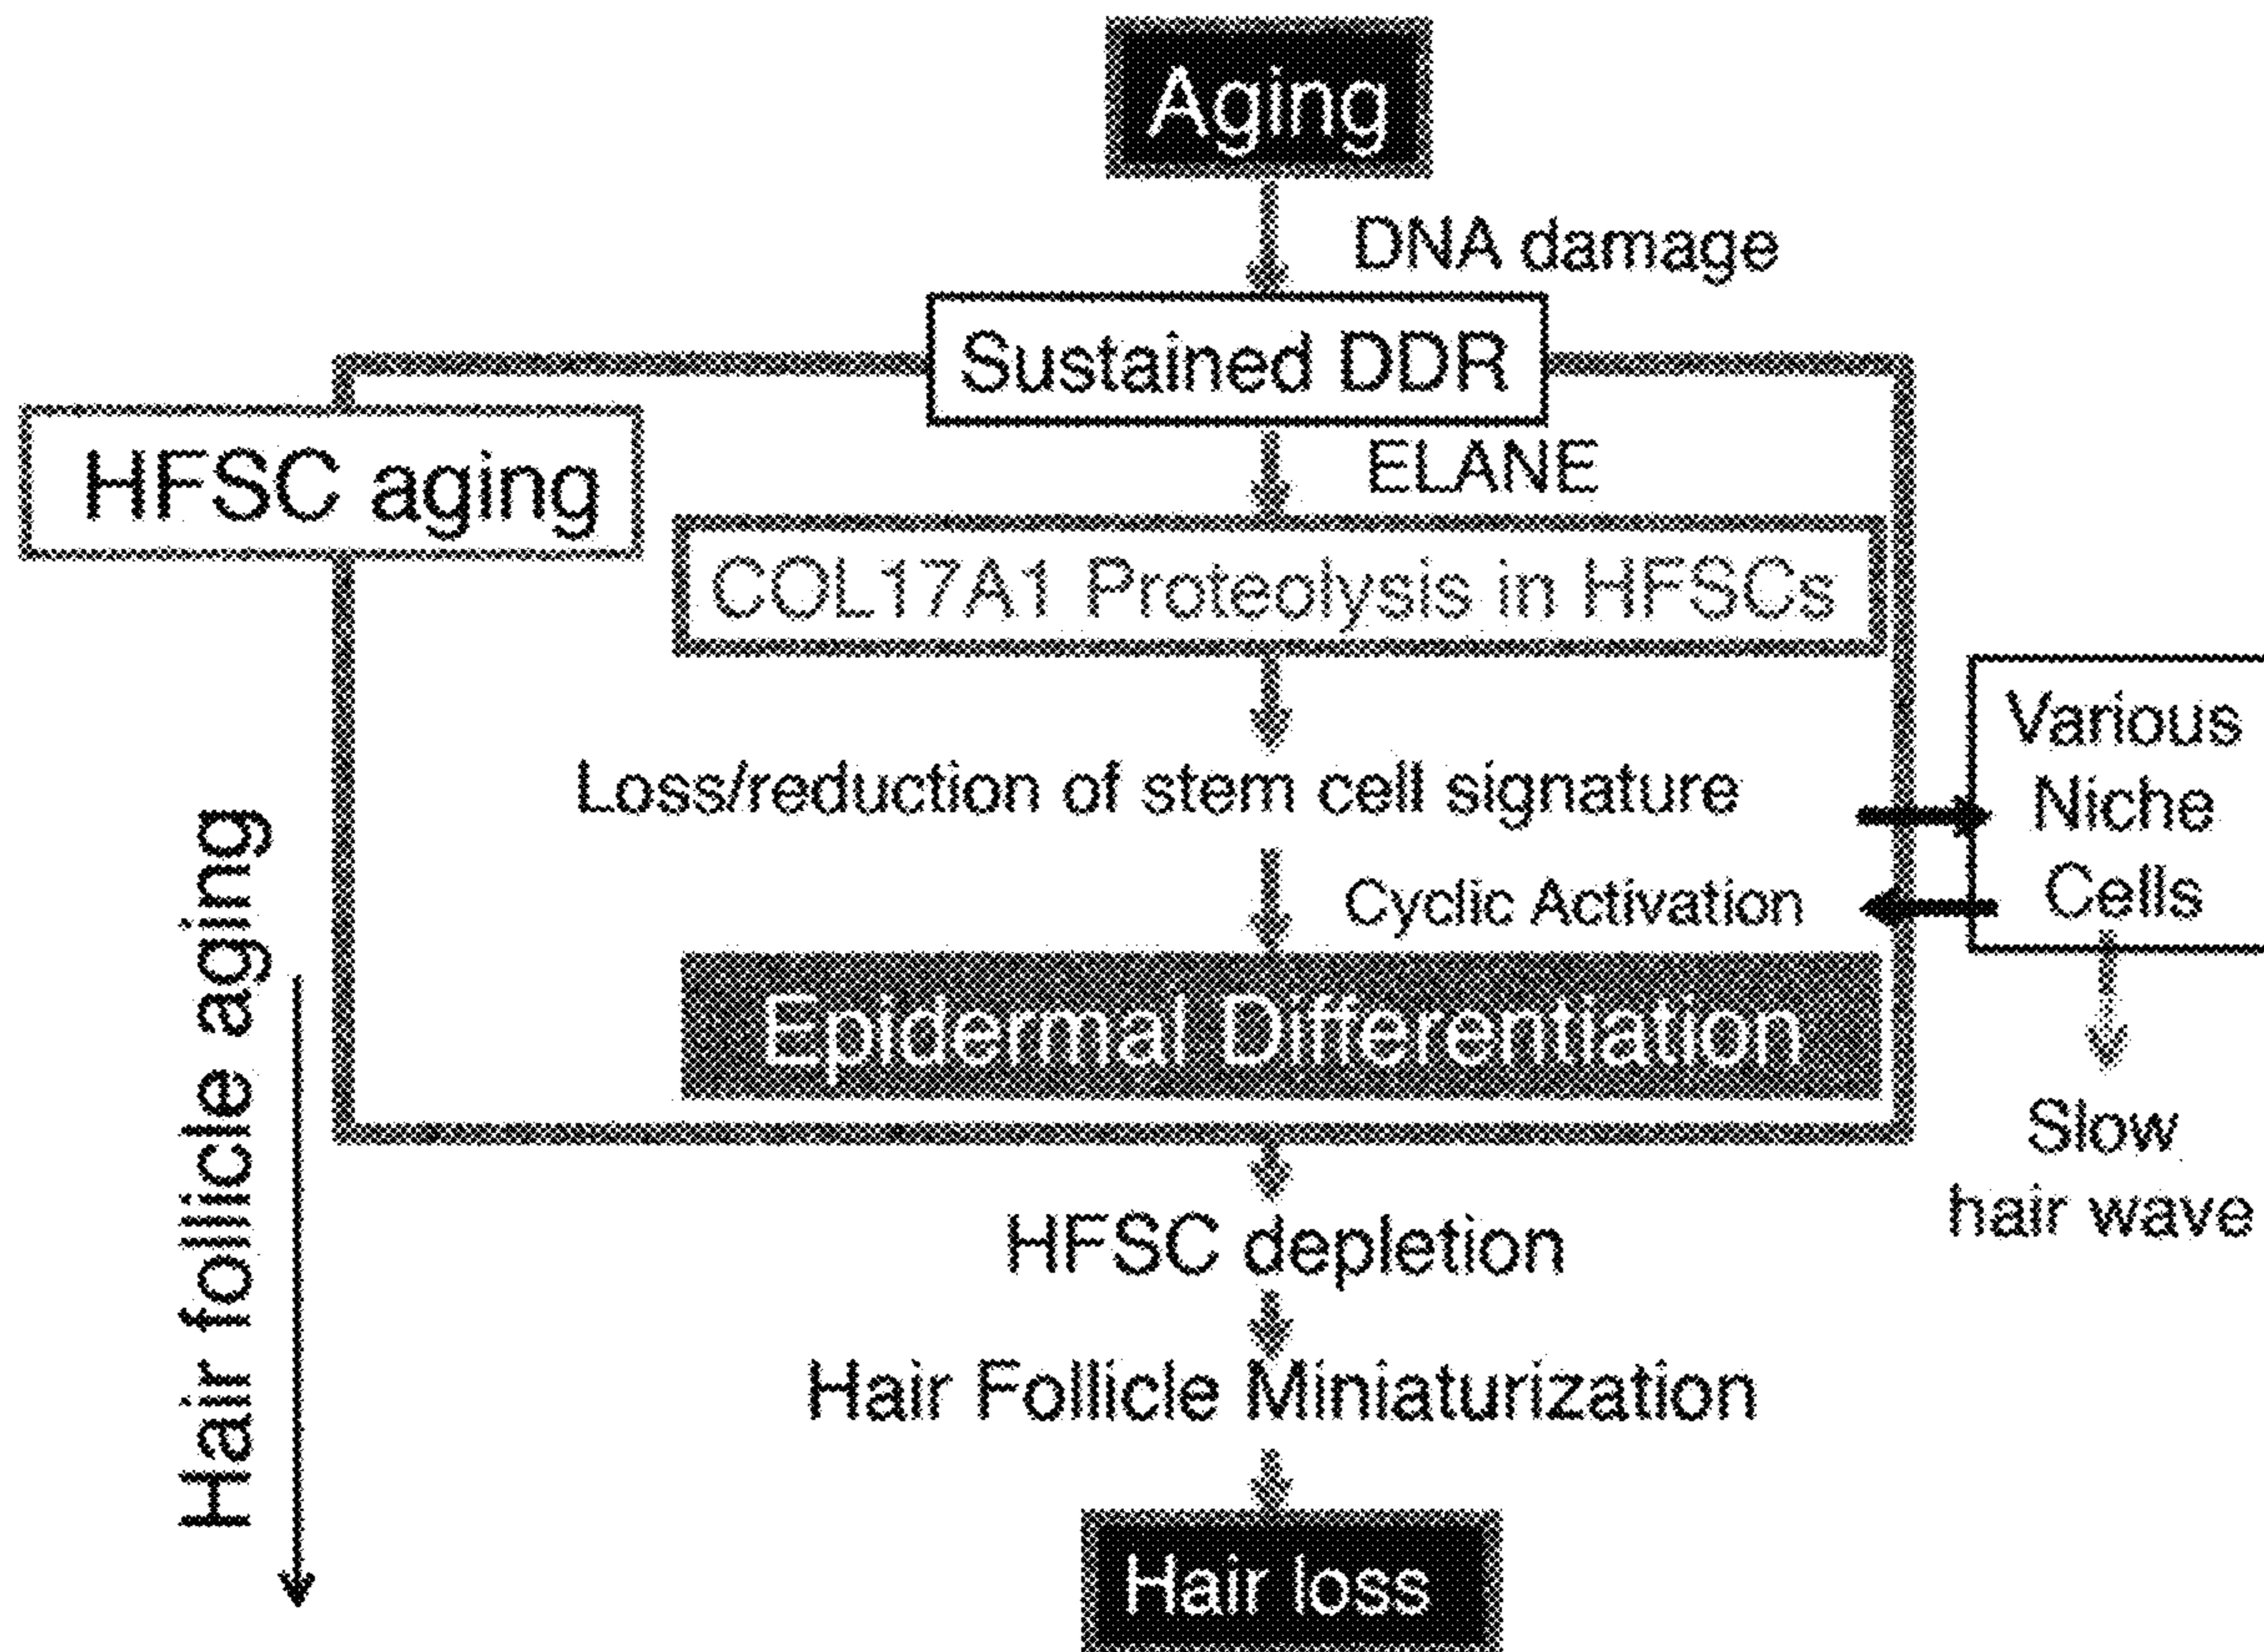 Aging
DNA damage
Sustained DDR
HFSC aging
ELANE
COL17A1 Proteolysis in HFSCs
Loss/reduction of stem cell signature
Various
Niche
Cells
Cyclic Activation
Epidermal Differentiation
Slow
hair wave
Hair follicle aging
HFSC depletion
Hair Follicle Miniaturization
Hair loss